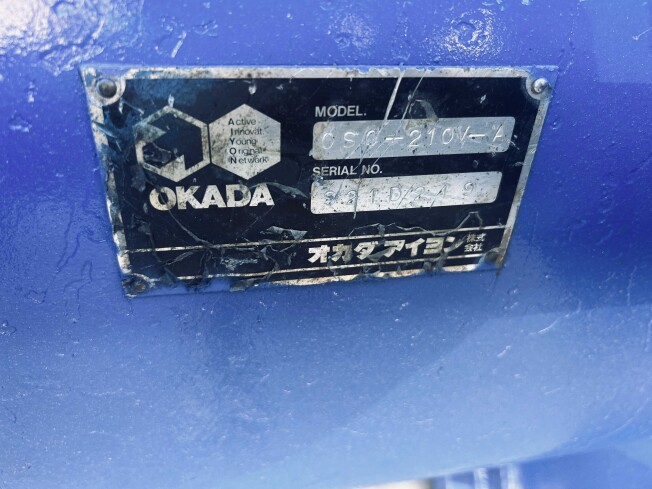 Active
Innovat.
Young
Original
Network
OKADA
MODEL.
SERIAL NO.
オカダアイヨン株式会社